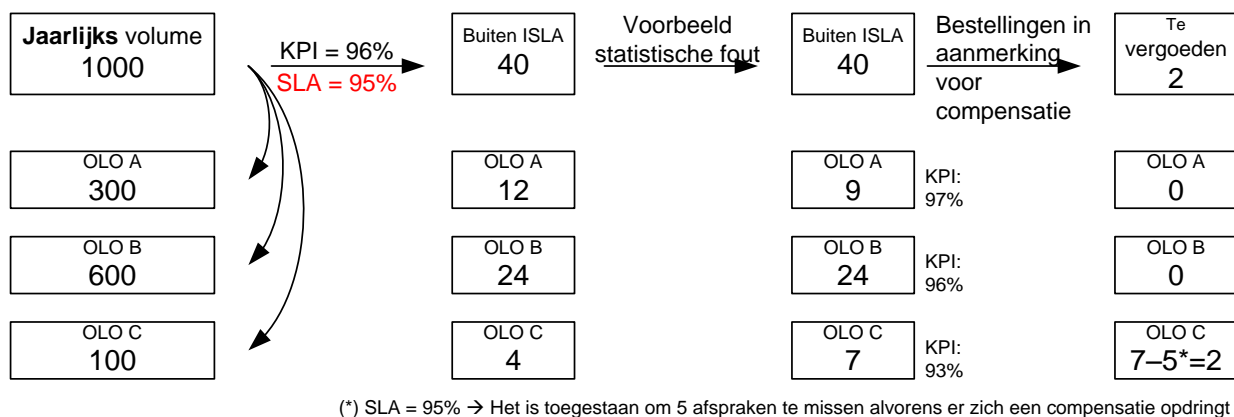 Jaarlijks volume
1000
KPI = 96%
SLA = 95%
Buiten ISLA
40
Voorbeeld
statistische fout
Buiten ISLA
40
Bestellingen in
aanmerking
voor
compensatie
Te
vergoeden
2
OLO A
300
OLO A
12
OLO A
9
KPI:
97%
OLO A
0
OLO B
600
OLO B
24
OLO B
24
KPI:
96%
OLO B
0
OLO C
100
OLO C
4
OLO C
7
KPI:
93%
OLO C
7–5*=2
(*) SLA = 95% → Het is toegestaan om 5 afspraken te missen alvorens er zich een compensatie opdringt